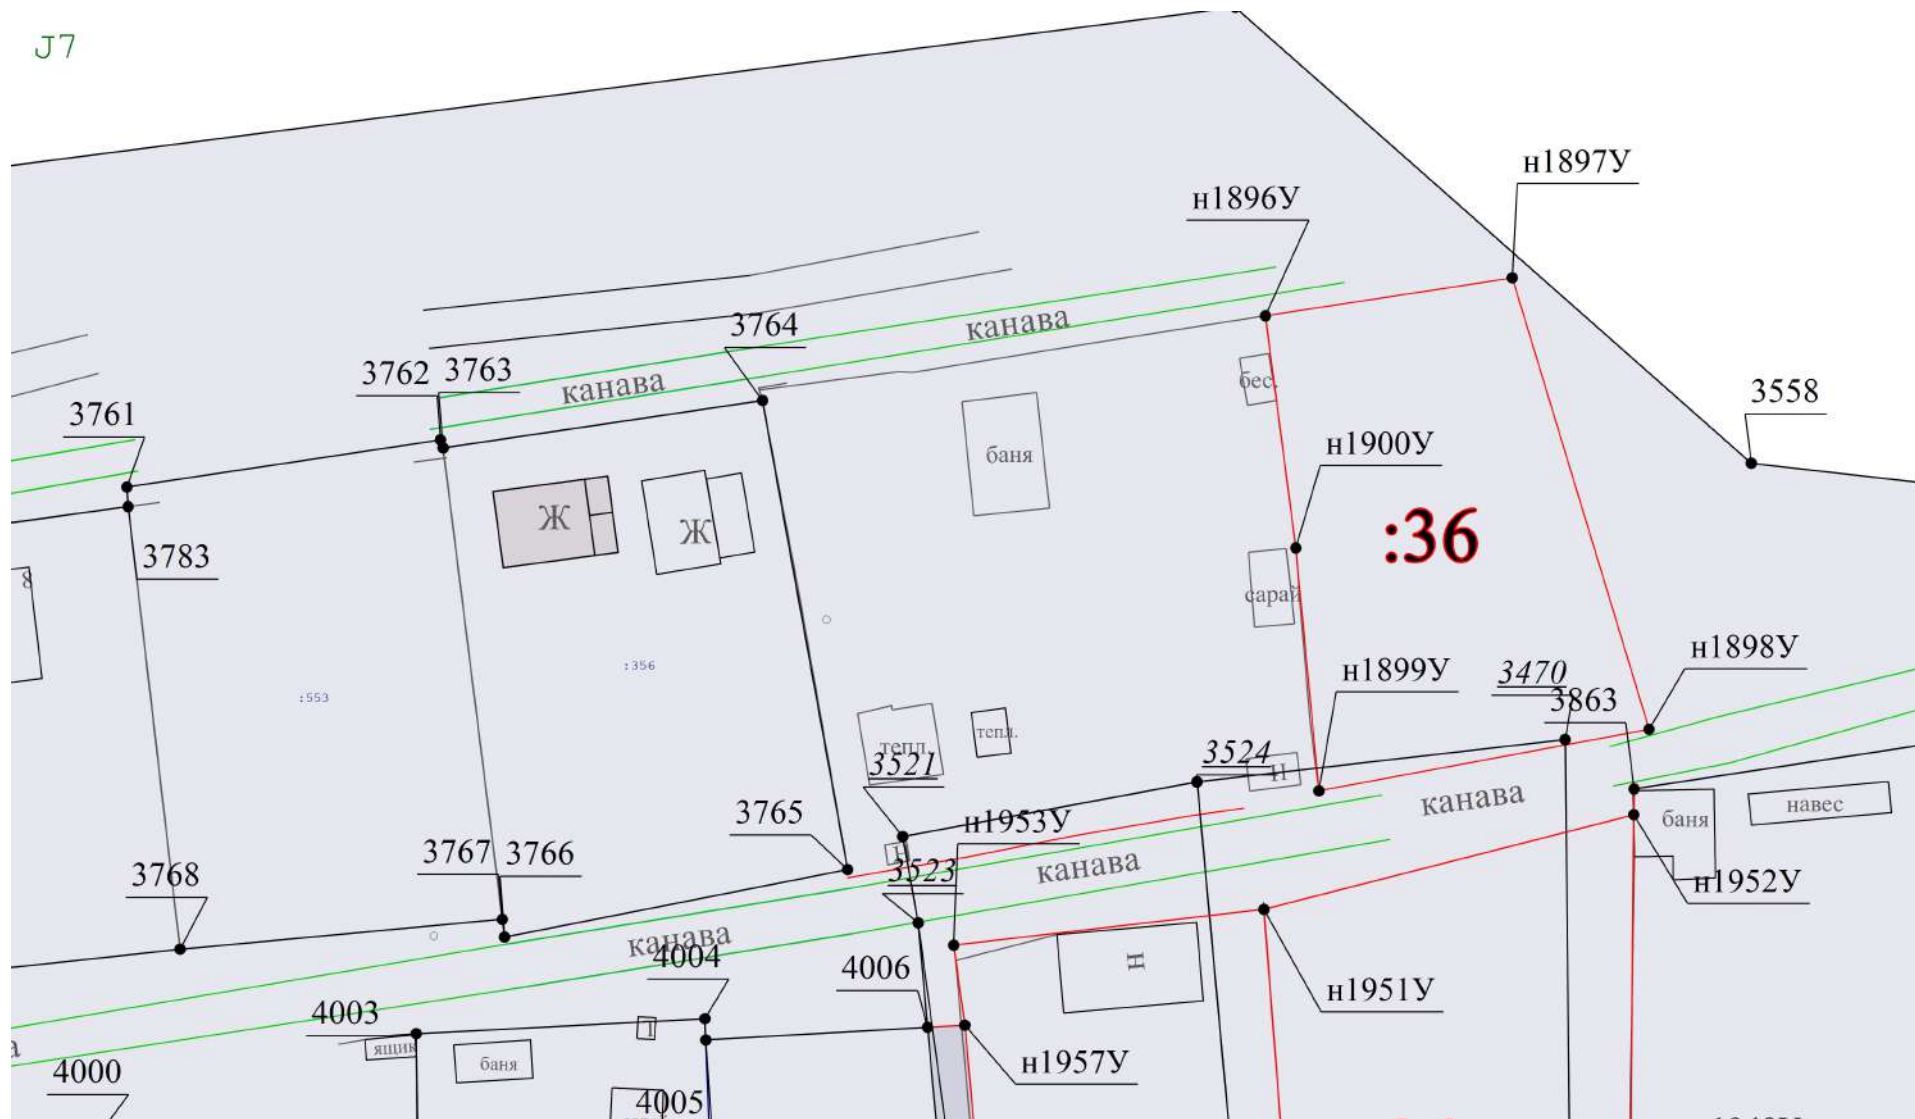 J7
н1897У
н1896У
3764
канава
3762
3763
канава
3761
бес.
3558
баня
н1900У
Ж
Ж
:36
3783
8
сарай
:356
:553
н1898У
н1899У
3470
3863
тепл.
тепл.
3521
3524
Н
канава
навес
баня
3765
н1953У
Н
канава
3767
3766
3768
3523
н1952У
канава
4004
4006
Н
н1951У
4003
ящик
баня
4000
н1957У
4005